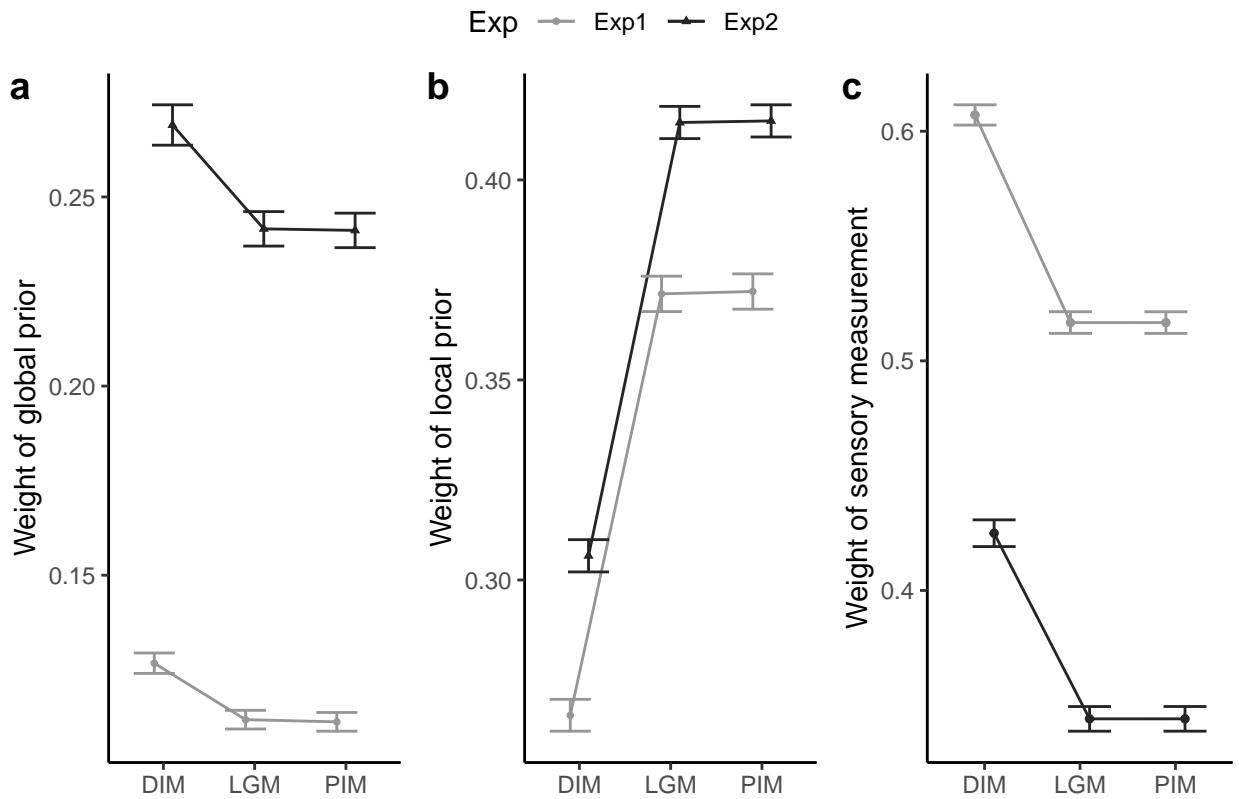 Exp Exp1 Exp2
a
Weight of global prior
0.25
0.20
0.15
DIM LGM PIM
b
Weight of local prior
0.40
0.35
0.30
DIM LGM PIM
c
Weight of sensory measurement
0.6
0.5
0.4
DIM LGM PIM